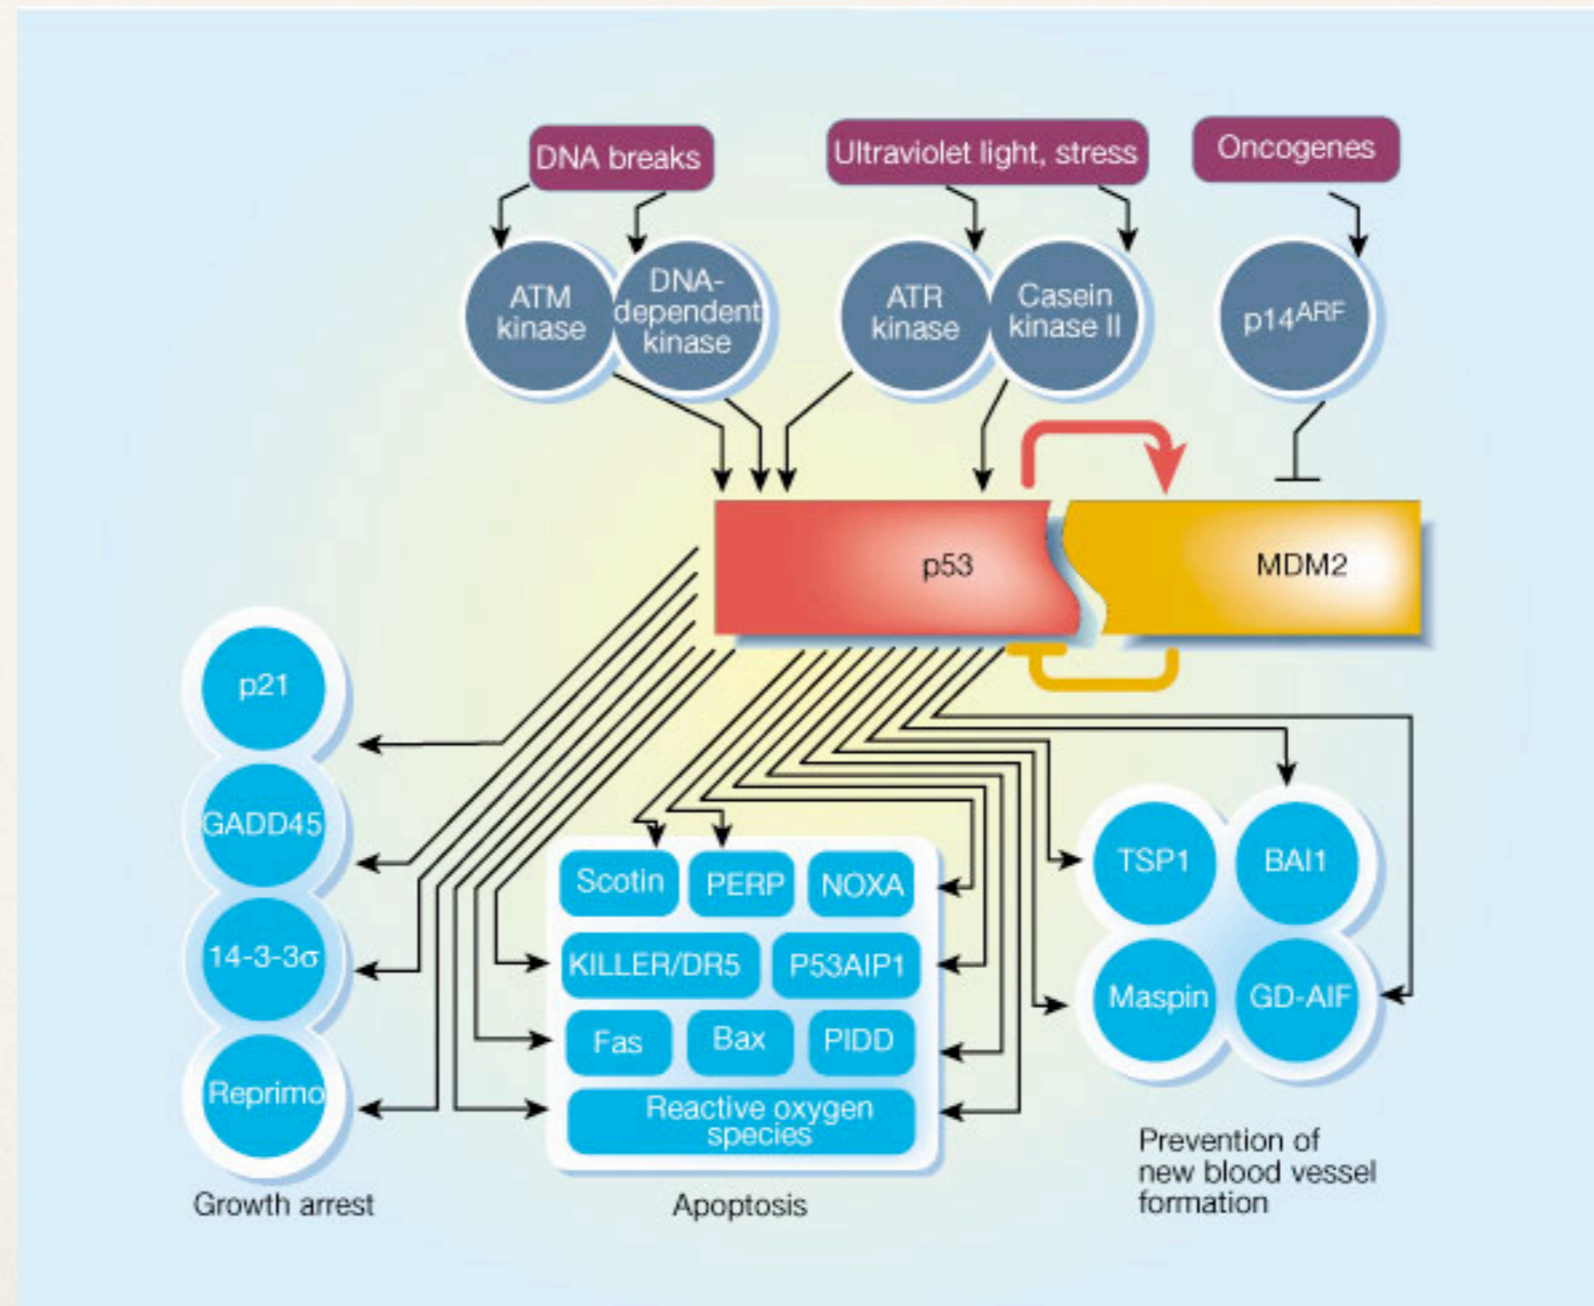 DNA breaks
Ultraviolet light, stress
Oncogenes
ATM
kinase
DNA-
dependent
kinase
ATR
kinase
Casein
kinase II
p14ARF
p53
MDM2
p21
GADD45
14-3-3σ
Reprimo
Growth arrest
Scotin
PERP
NOXA
KILLER/DR5
P53AIP1
Fas
Bax
PIDD
Reactive oxygen
species
Apoptosis
TSP1
BAI1
Maspin
GD-AIF
Prevention of
new blood vessel
formation